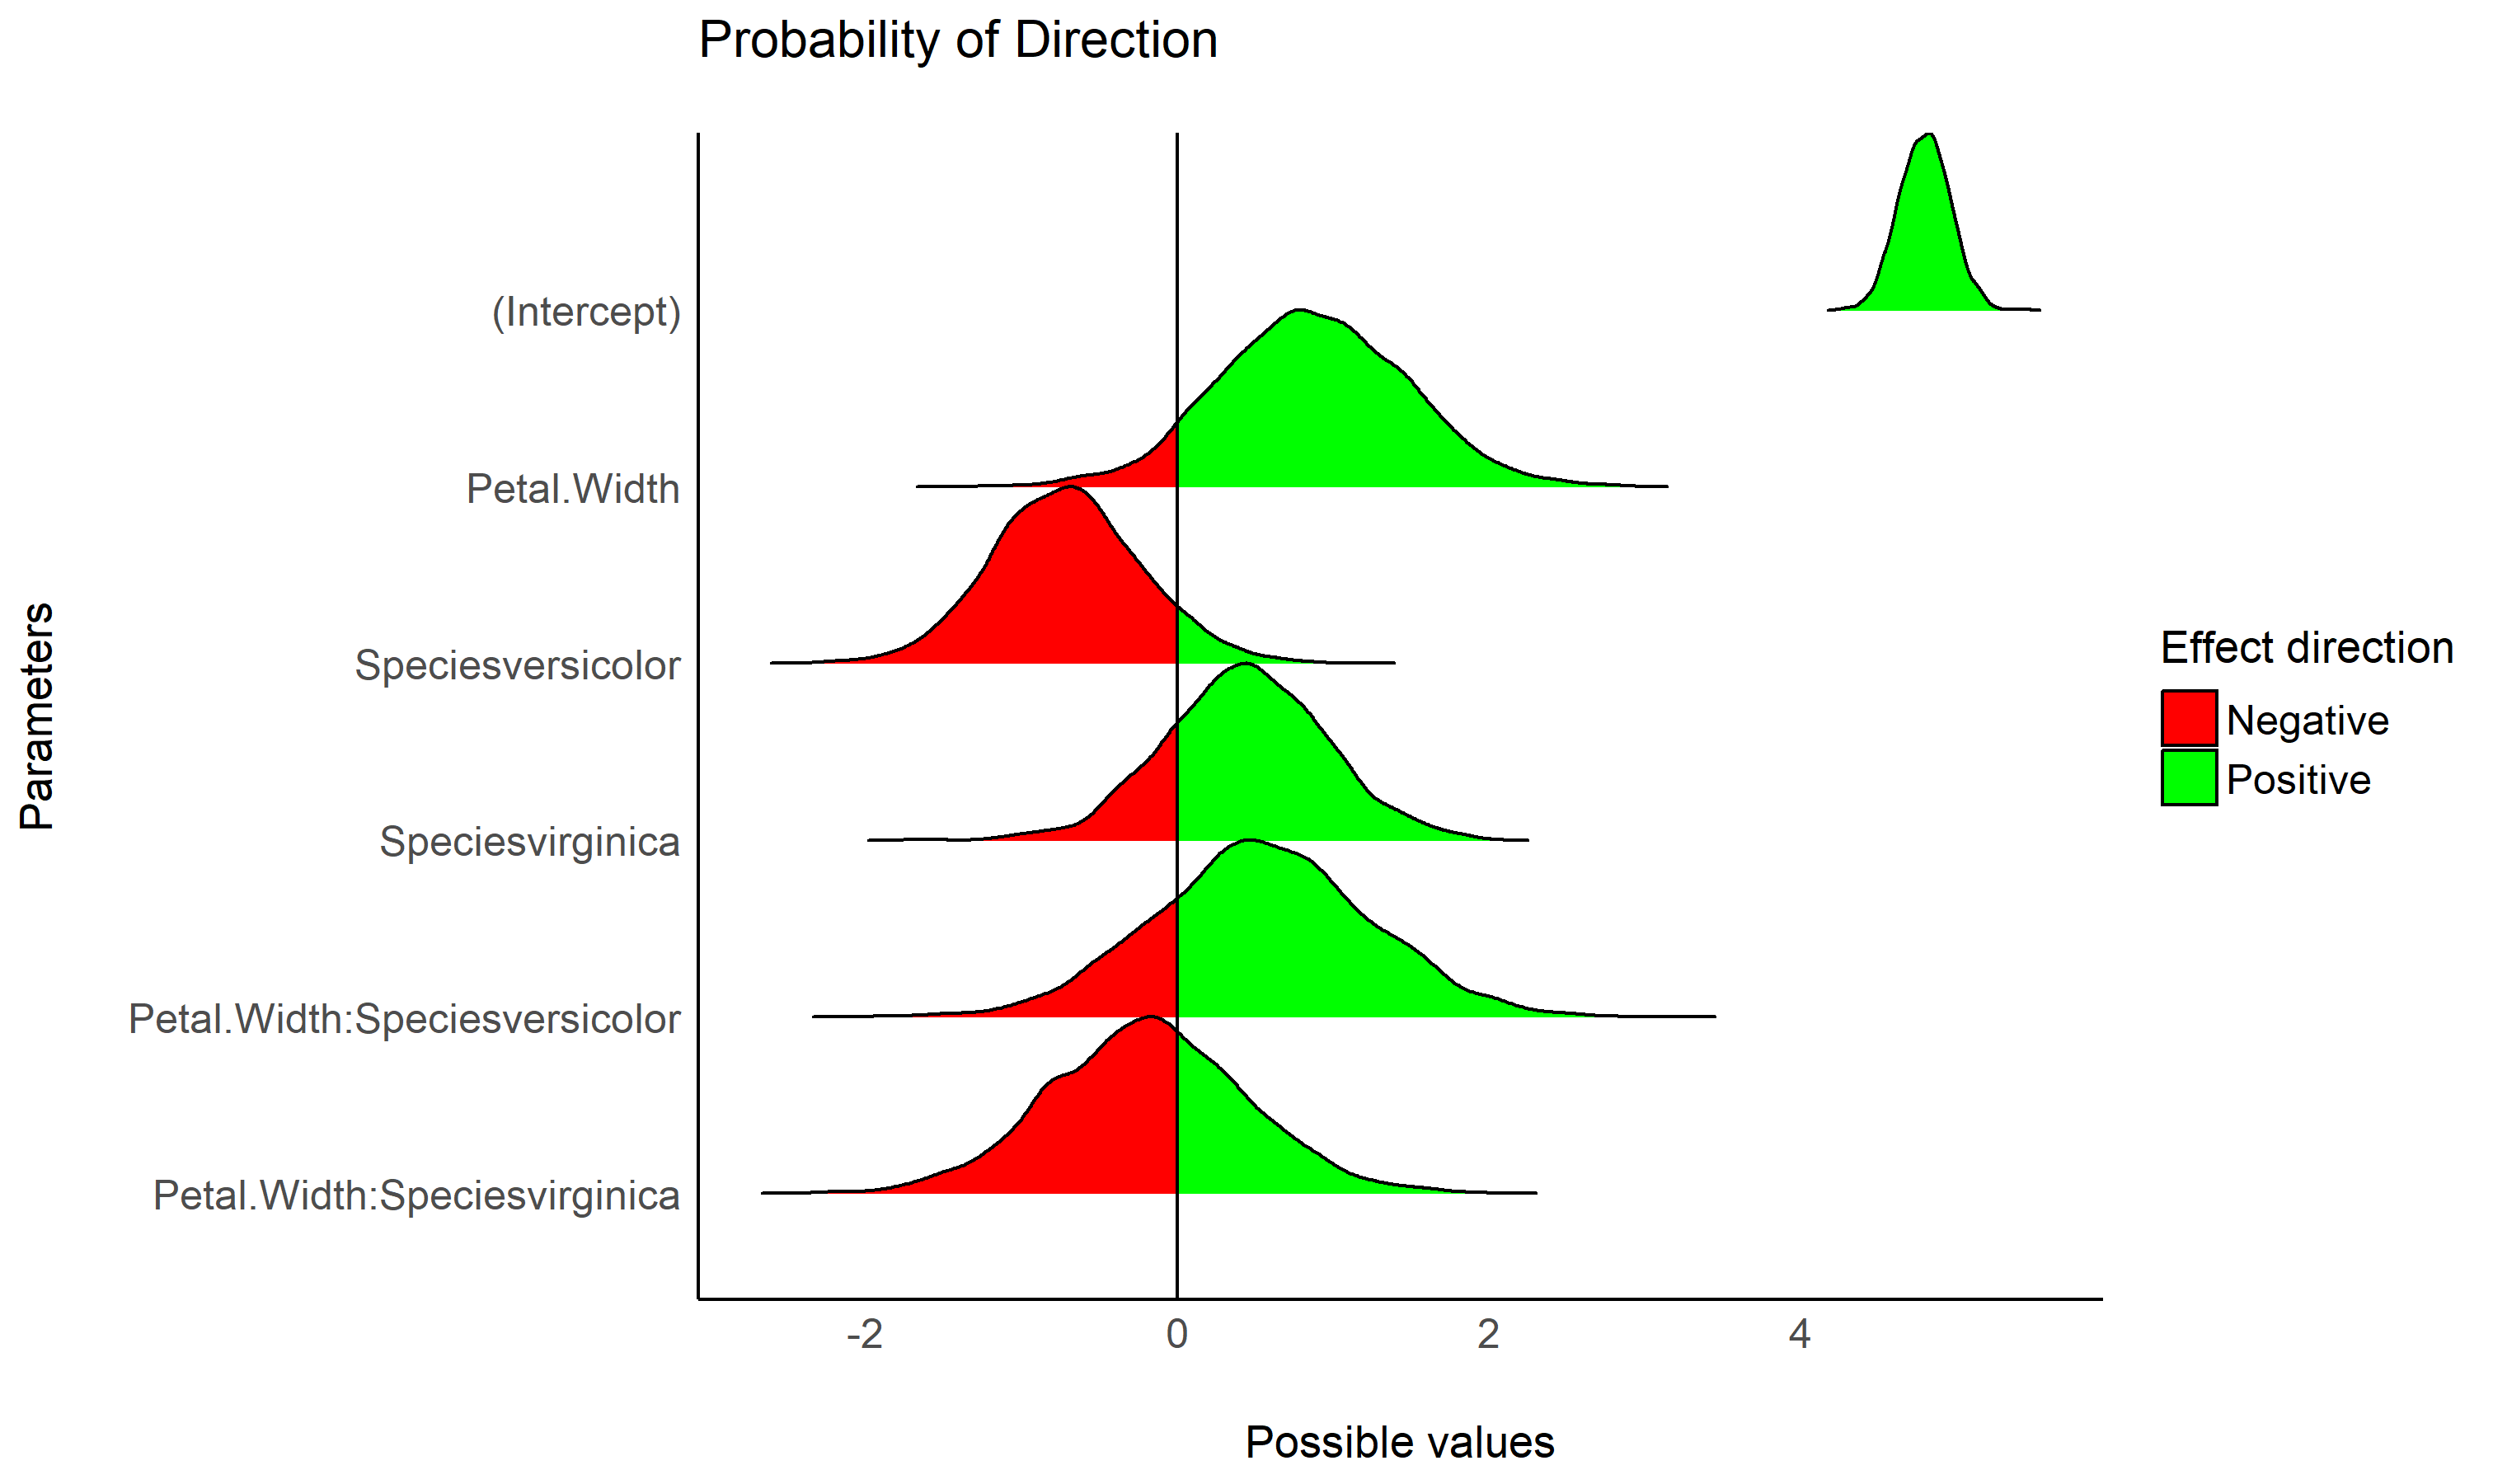 Probability of Direction
(Intercept)
Petal.Width
Speciesversicolor
Speciesvirginica
Petal.Width:Speciesversicolor
Petal.Width:Speciesvirginica
Parameters
-2 0 2 4
Possible values
Effect direction
Negative
Positive